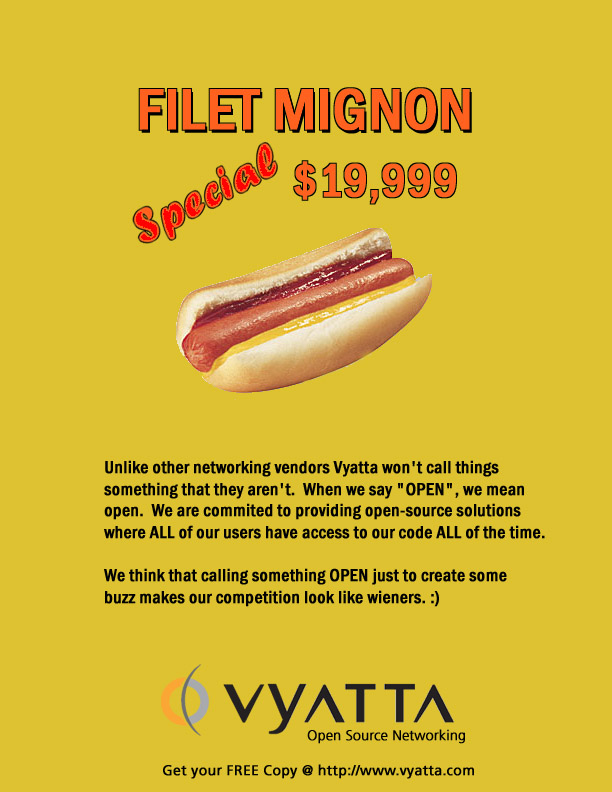 FILET MIGNON
Special $19,999
Unlike other networking vendors Vyatta won't call things
something that they aren't.  When we say "OPEN", we mean
open.  We are commited to providing open-source solutions
where ALL of our users have access to our code ALL of the time.
We think that calling something OPEN just to create some
buzz makes our competition look like wieners. :)
VYATTA
Open Source Networking
Get your FREE Copy @ http://www.vyatta.com